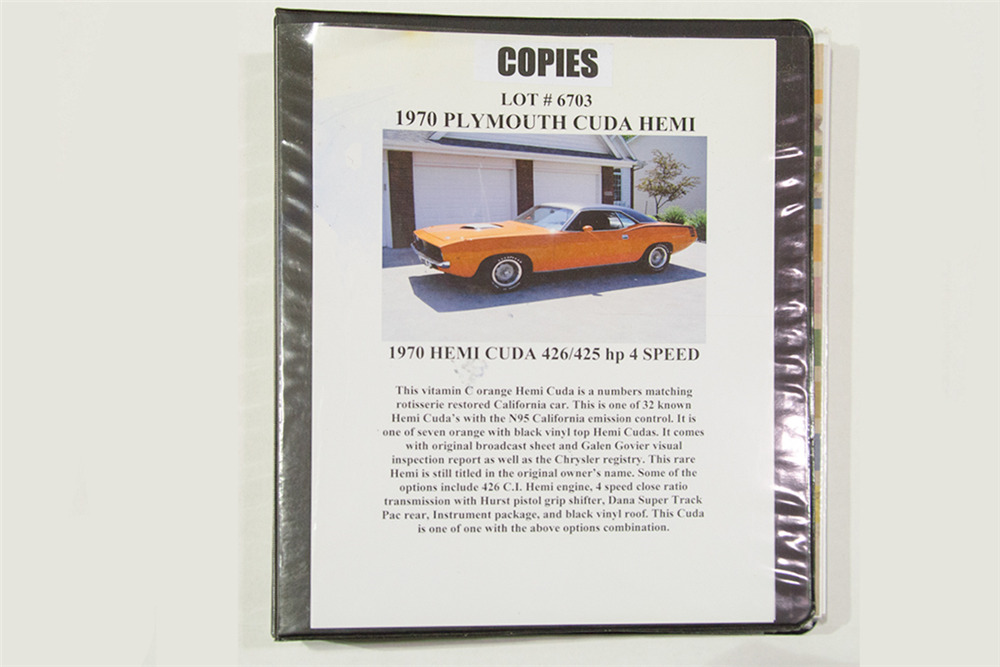 COPIES
LOT # 6703
1970 PLYMOUTH CUDA HEMI
1970 HEMI CUDA 426/425 hp 4 SPEED
This vitamin C orange Hemi Cuda is a numbers matching
rotisserie restored California car. This is one of 32 known
Hemi Cuda's with the N95 California emission control. It is
one of seven orange with black vinyl top Hemi Cudas. It comes
with original broadcast sheet and Galen Govier visual
inspection report as well as the Chrysler registry. This rare
Hemi is still titled in the original owner's name. Some of the
options include 426 C.I. Hemi engine, 4 speed close ratio
transmission with Hurst pistol grip shifter, Dana Super Track
Pac rear, Instrument package, and black vinyl roof. This Cuda
is one of one with the above options combination.